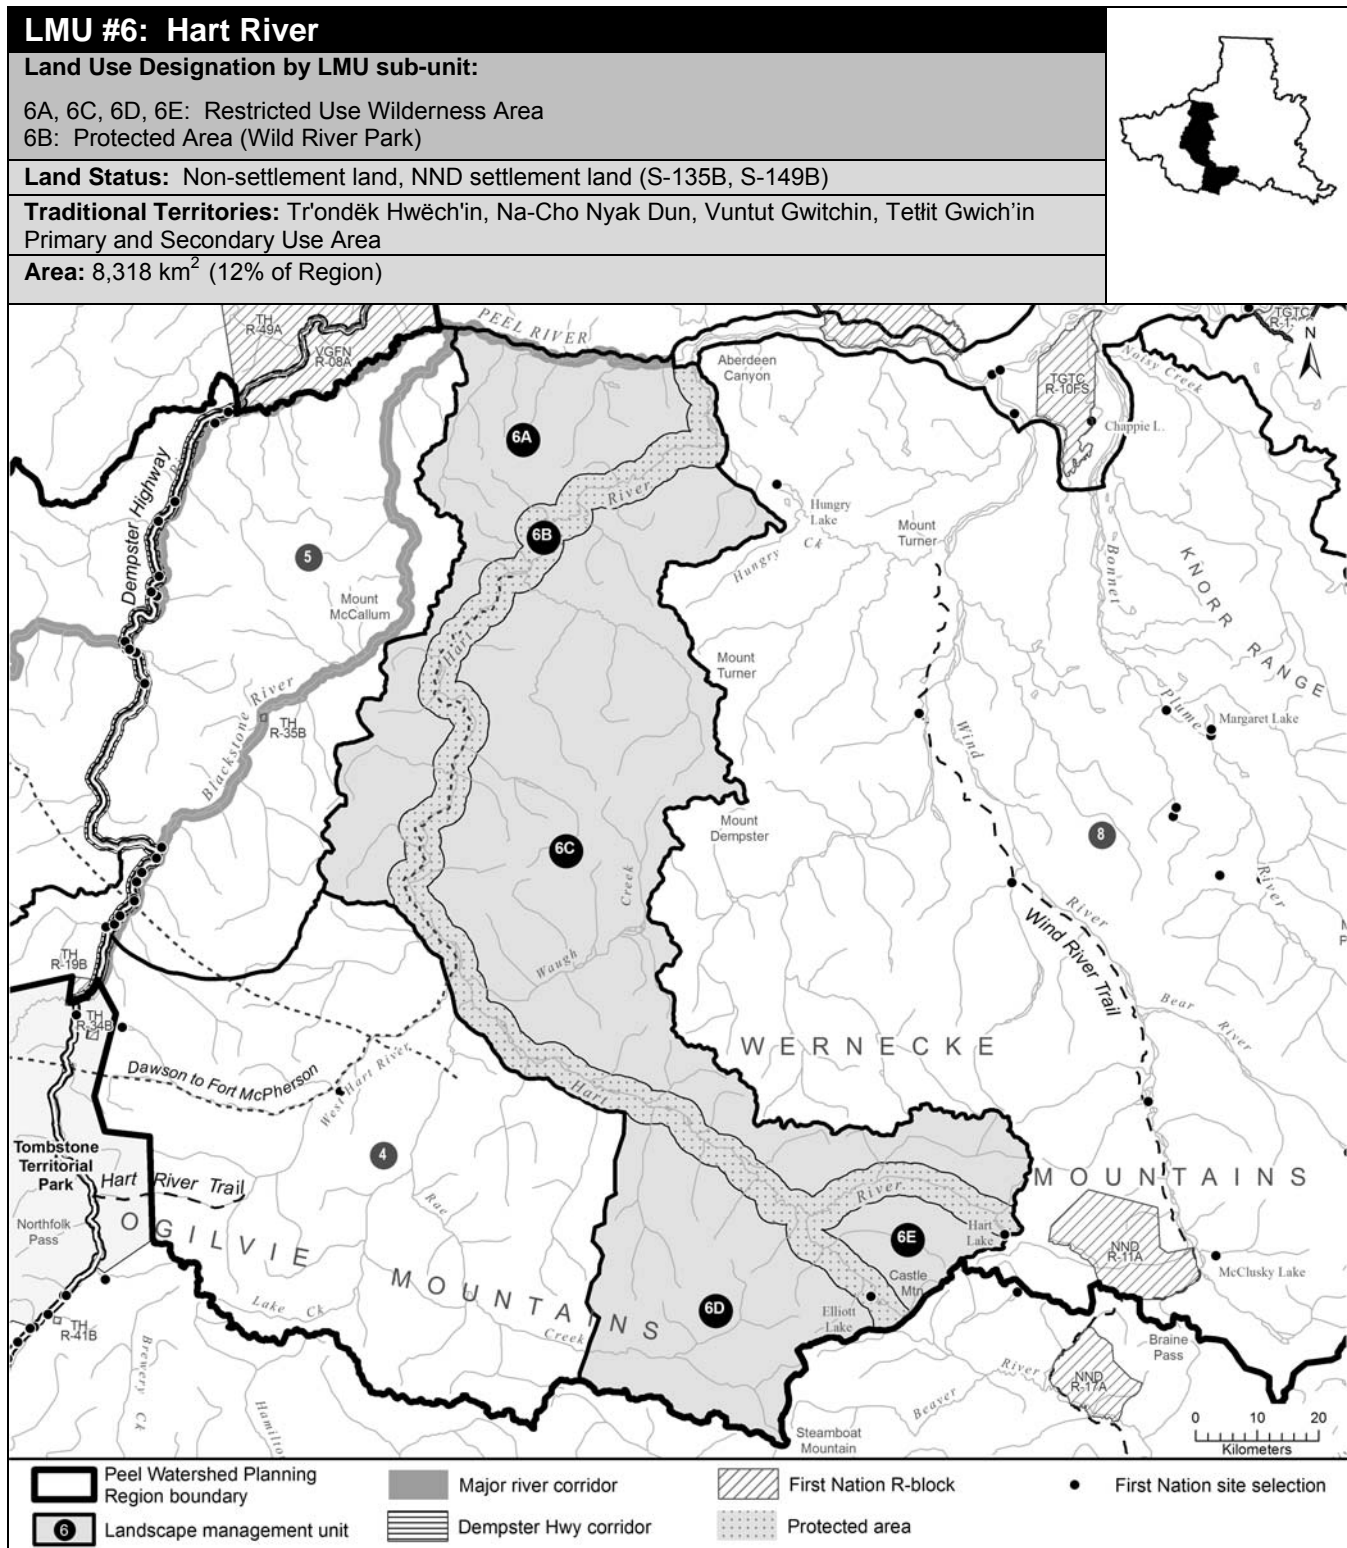 LMU #6: Hart River
Land Use Designation by LMU sub-unit:
6A, 6C, 6D, 6E: Restricted Use Wilderness Area
6B: Protected Area (Wild River Park)
Land Status: Non-settlement land, NND settlement land (S-135B, S-149B)
Traditional Territories: Tr'ondëk Hwëch'in, Na-Cho Nyak Dun, Vuntut Gwitchin, Tetłit Gwich'in
Primary and Secondary Use Area
Area: 8,318 km² (12% of Region)
TH
R-49A
VGFN
R-08A
PEEL RIVER
Aberdeen
Canyon
TGTC
R-10FS
TGTC
N
Noisy Creek
Chappie L.
6A
River
6B
Hungry
Lake
Hungry
Ck
Mount
Turner
Dempster Highway
5
Mount
McCallum
Hart
Bonnet
KNORR
RANGE
Mount
Turner
Blackstone River
TH
R-35B
Plume
Margaret Lake
Wind
Mount
Dempster
8
6C
Creek
River
River
Wind River Trail
TH
R-19B
Waugh
Bear
River
TH
R-34B
WERNECKE
Dawson to Fort McPherson
West Hart River
Hart
Tombstone
Territorial
Park
4
Hart River Trail
Rae
MOUNTAINS
Northfolk
Pass
River
Hart
Lake
6E
NND
R-11A
McClusky Lake
OGILVIE
MOUNTAINS
Castle
Mtn
Lake Ck
Creek
6D
Elliott
Lake
TH
R-41B
Brewery Ck
Hamilton
Braine
Pass
River
NND
R-17A
Beaver
Steamboat
Mountain
0 10 20
Kilometers
Peel Watershed Planning
Region boundary
Major river corridor
First Nation R-block
First Nation site selection
6 Landscape management unit
Dempster Hwy corridor
Protected area